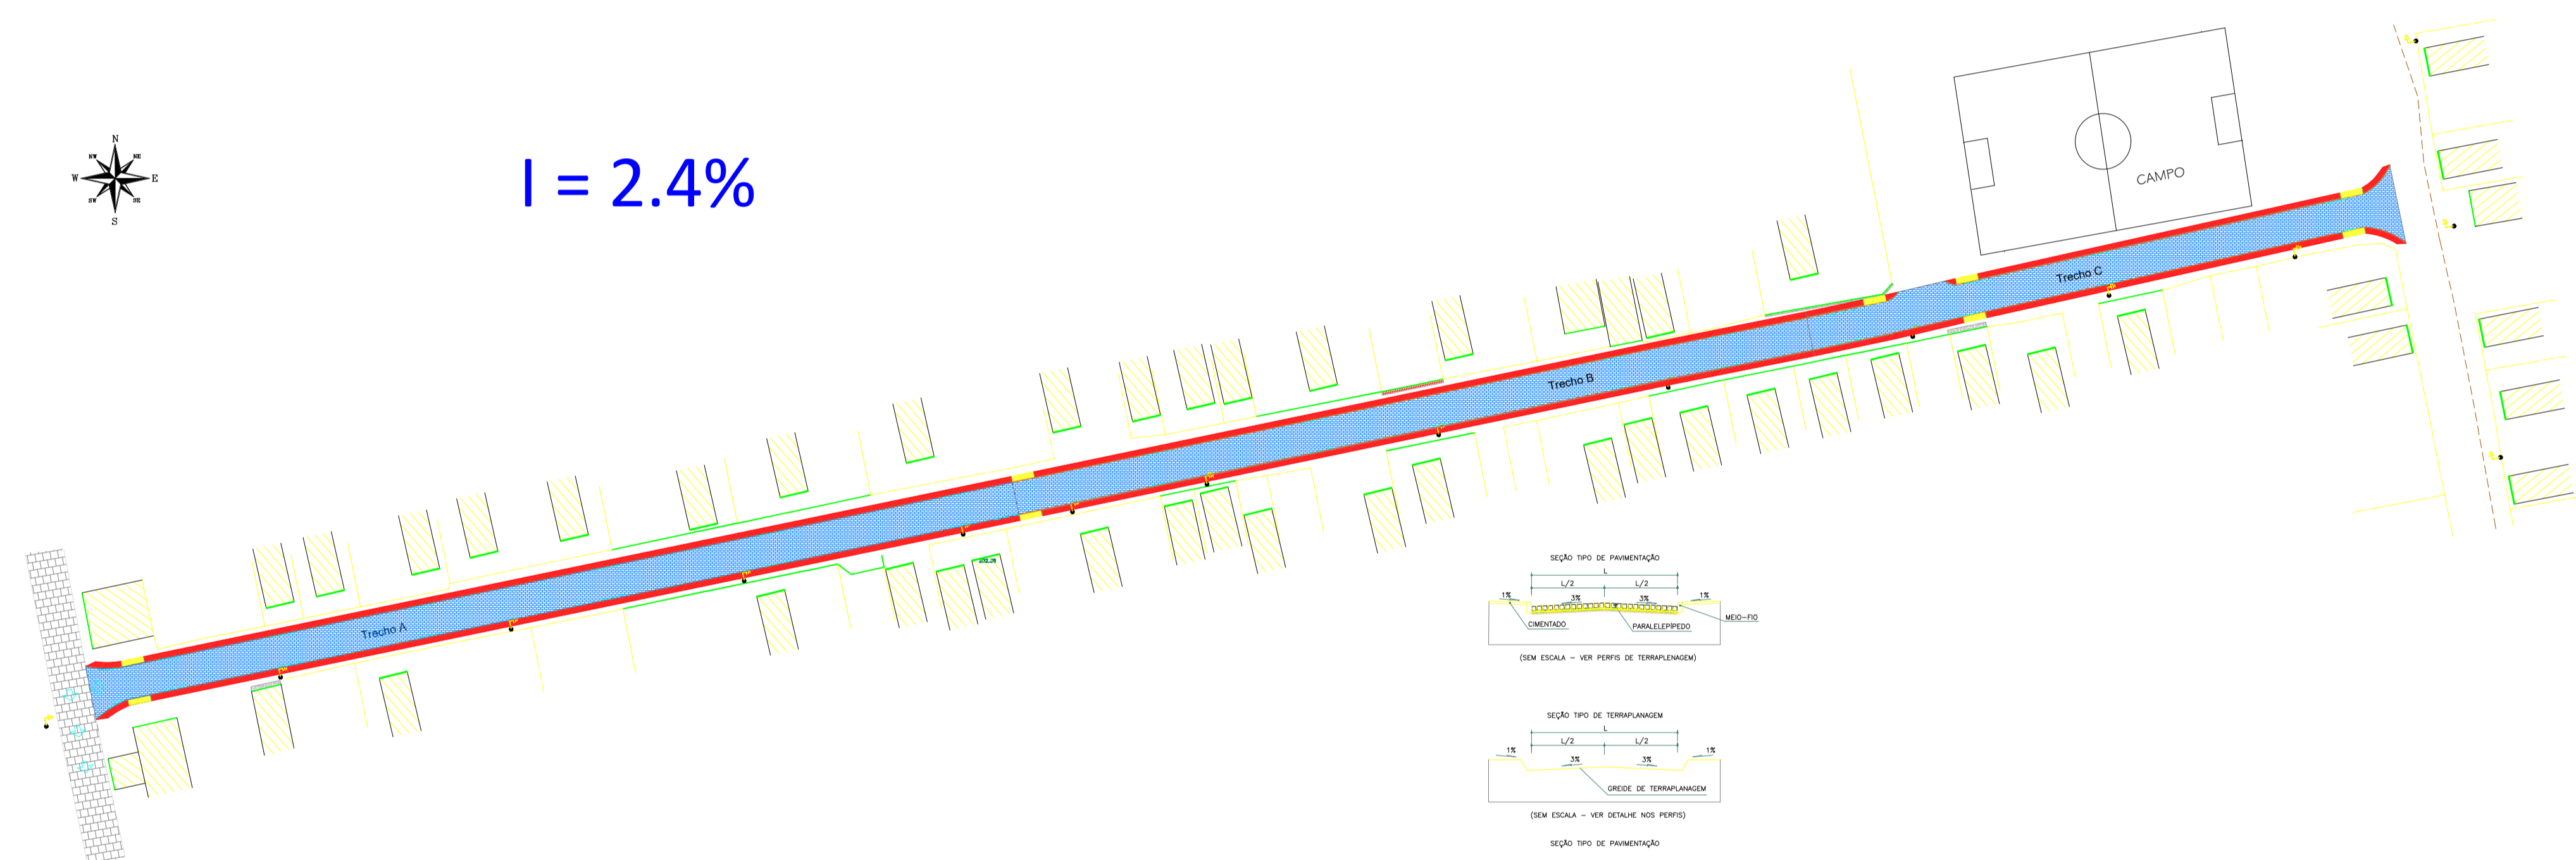 N
NW
NE
W
E
SW
SE
S
I = 2.4%
CAMPO
Trecho C
Trecho B
Trecho A
SEÇÃO TIPO DE PAVIMENTAÇÃO
L
L/2
L/2
1%
3%
3%
1%
CIMENTADO
PARALELEPÍPEDO
MEIO-FIO
(SEM ESCALA - VER PERFIS DE TERRAPLENAGEM)
SEÇÃO TIPO DE TERRAPLANAGEM
L
L/2
L/2
1%
3%
3%
1%
GREIDE DE TERRAPLANAGEM
(SEM ESCALA - VER DETALHE NOS PERFIS)
SEÇÃO TIPO DE PAVIMENTAÇÃO